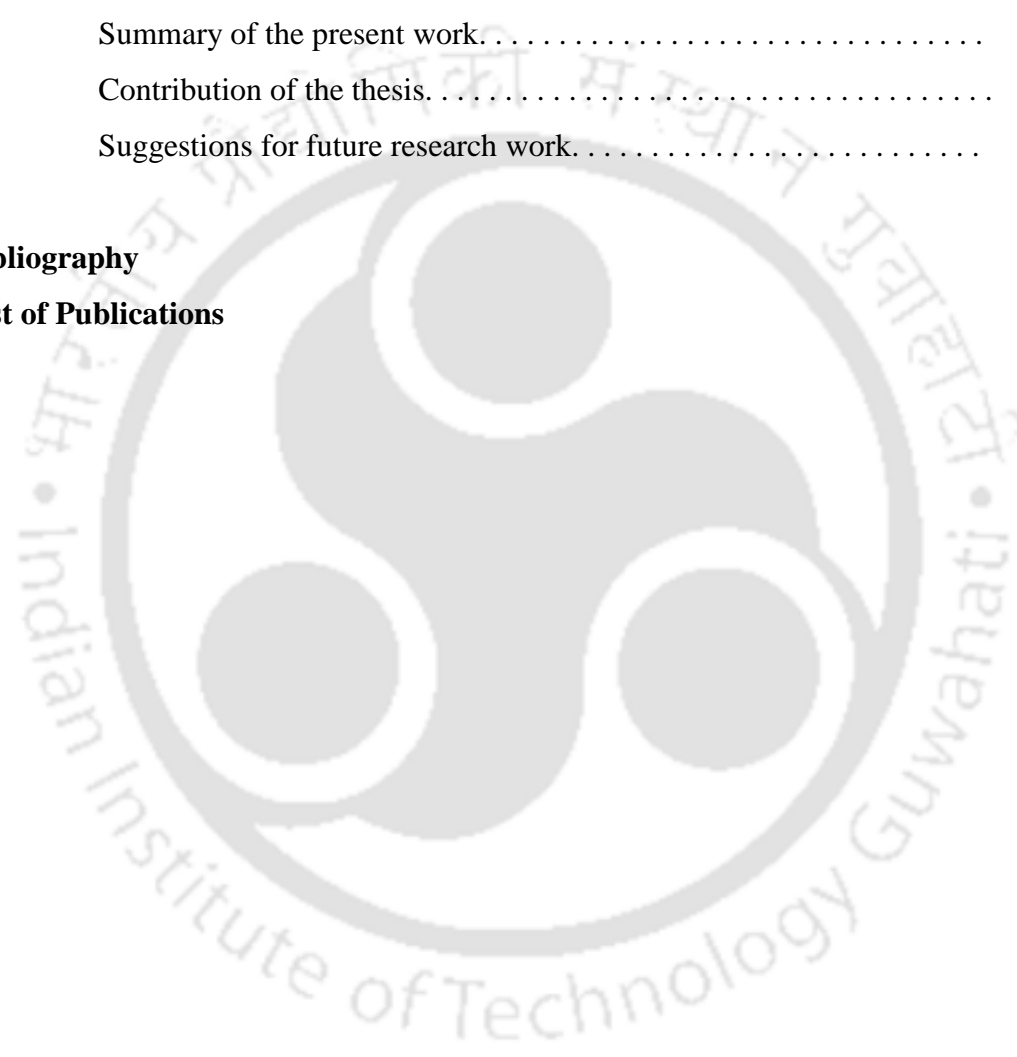 Summary of the present work. . . . . . . . . . . . . . . . . . . . . . . . . . . . . . . .
Contribution of the thesis. . . . . . . . . . . . . . . . . . . . . . . . . . . . . . . . . . . .
Suggestions for future research work. . . . . . . . . . . . . . . . . . . . . . . . . .
bliography
st of Publications
भारतीय प्रौद्योगिकी संस्थान गुवाहाटी
• Indian Institute of Technology Guwahati •